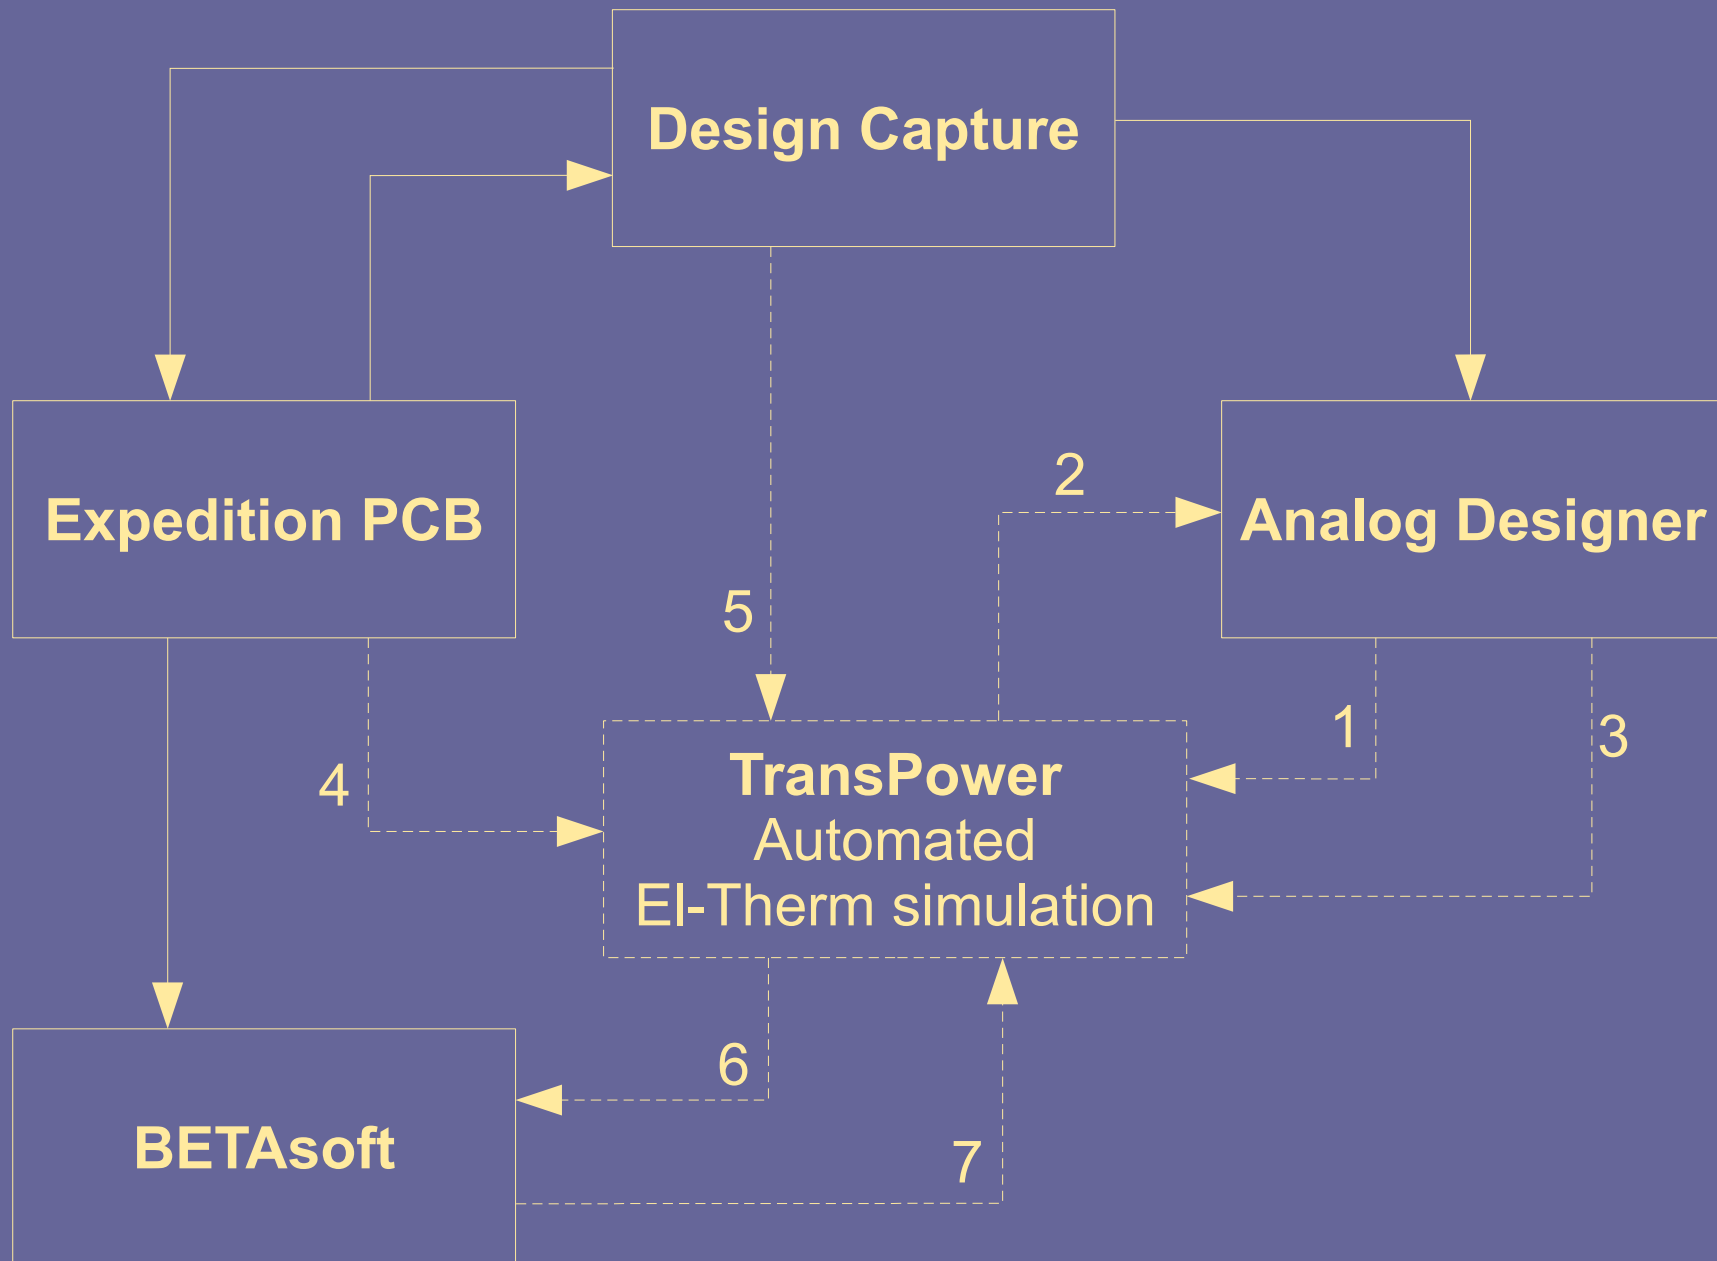 Design Capture
2
Expedition PCB
Analog Designer
5
1
3
4
TransPower
Automated
El-Therm simulation
6
BETAsoft
7